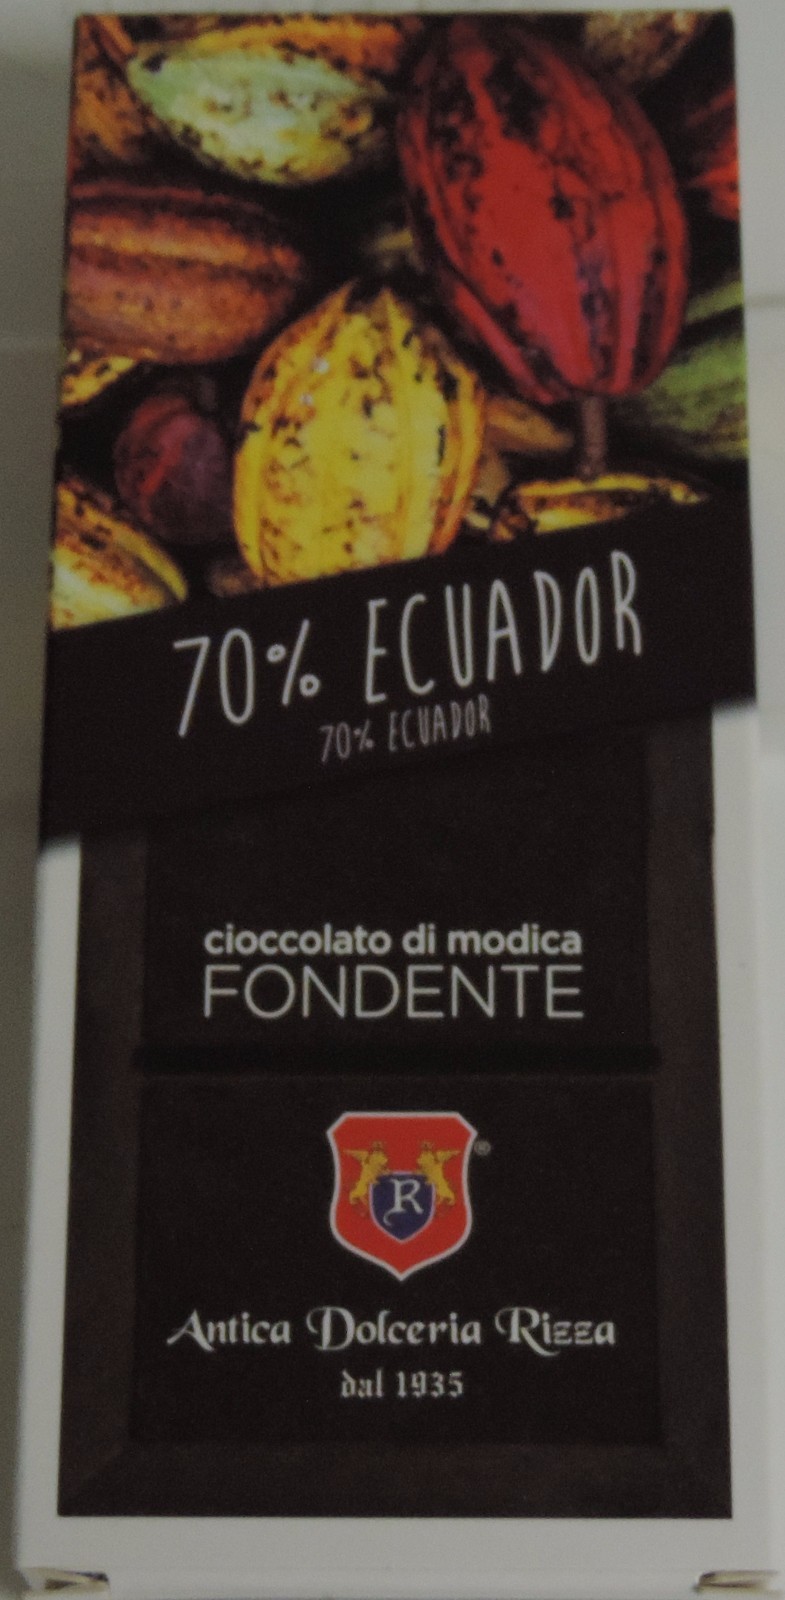 70% ECUADOR
70% ECUADOR
cioccolato di modica
FONDENTE
R
®
Antica Dolceria Rizza
dal 1935